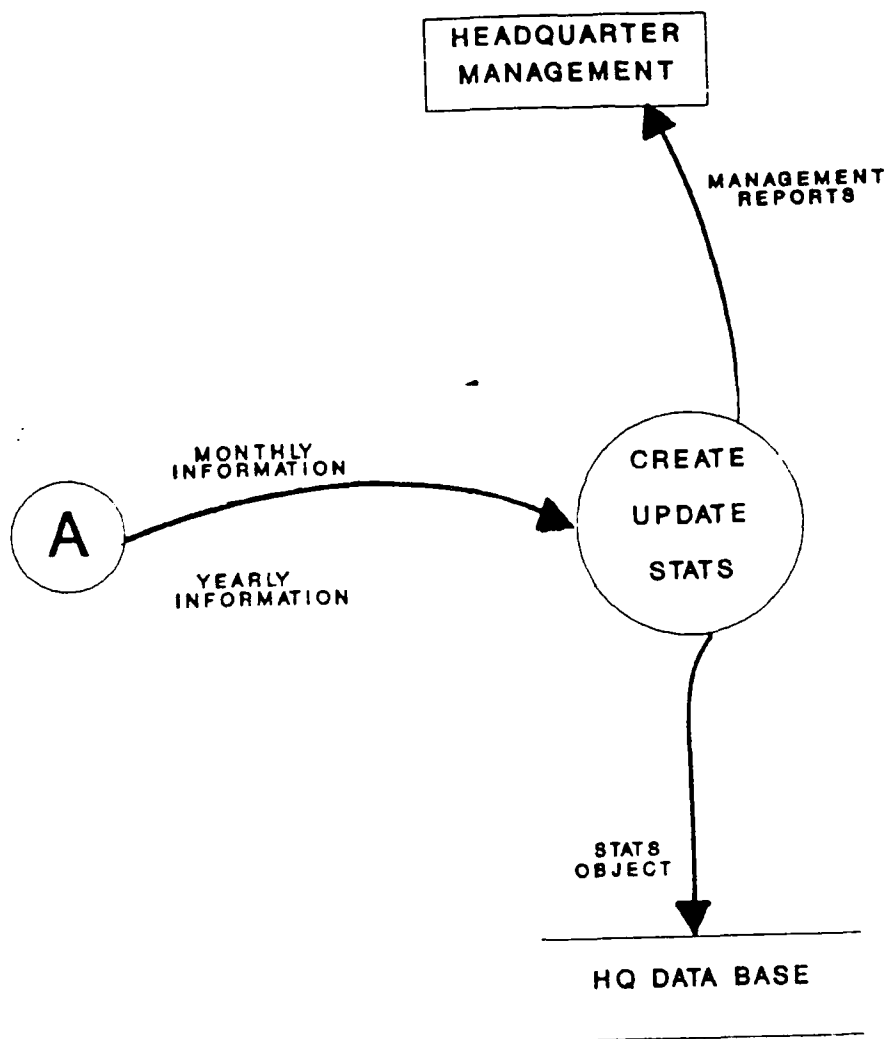 HEADQUARTER
MANAGEMENT
MANAGEMENT
REPORTS
MONTHLY
INFORMATION
A
YEARLY
INFORMATION
CREATE
UPDATE
STATS
STATS
OBJECT
HQ DATA BASE